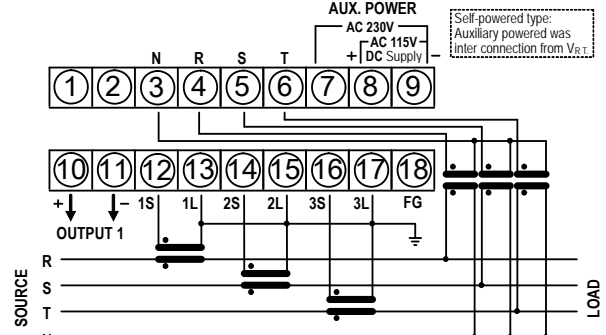 AUX. POWER
AC 230V
AC 115V
+ DC Supply –
Self-powered type:
Auxiliary powered was
inter connection from VRT.
N R S T
1 2 3 4 5 6 7 8 9
10 11 12 13 14 15 16 17 18
+ – 1S 1L 2S 2L 3S 3L FG
OUTPUT 1
R
S
T
SOURCE
LOAD